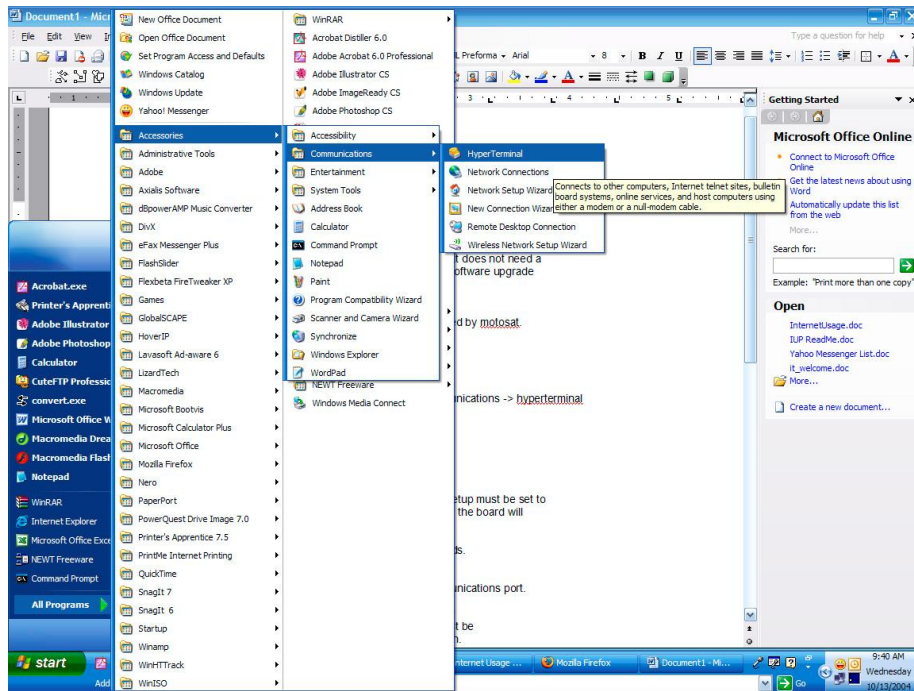 Document1 - Micr
File Edit View
Type a question for help
Preforma Arial 8 B I U
L 1 3 4 5
New Office Document
Open Office Document
Set Program Access and Defaults
Windows Catalog
Windows Update
Yahoo! Messenger
Accessories
Administrative Tools
Adobe
Axialis Software
dBpowerAMP Music Converter
DivX
eFax Messenger Plus
FlashSlider
Flexbeta FireTweaker XP
Games
GlobalSCAPE
HoverIP
Lavasoft Ad-aware 6
LizardTech
Macromedia
Microsoft Bootvis
Microsoft Calculator Plus
Microsoft Office
Mozilla Firefox
Nero
PaperPort
PowerQuest Drive Image 7.0
Printer's Apprentice 7.5
PrintMe Internet Printing
QuickTime
SnagIt 7
SnagIt 6
Startup
Winamp
WinHTTrack
WinISO
WinRAR
Acrobat Distiller 6.0
Adobe Acrobat 6.0 Professional
Adobe Illustrator CS
Adobe ImageReady CS
Adobe Photoshop CS
Accessibility
Communications
Entertainment
System Tools
Address Book
Calculator
Command Prompt
Notepad
Paint
Program Compatibility Wizard
Scanner and Camera Wizard
Synchronize
Windows Explorer
WordPad
NEWT Freeware
Windows Media Connect
HyperTerminal
Network Connections
Network Setup Wizard
New Connection Wizar
Remote Desktop Connection
Wireless Network Setup Wizard
Connects to other computers, Internet telnet sites, bulletin
board systems, online services, and host computers using
either a modem or a null-modem cable.
t does not need a
oftware upgrade
ed by motosat.
nications -> hyperterminal
etup must be set to
the board will
ds.
nications port.
t be
n.
Getting Started
Microsoft Office Online
Connect to Microsoft Office
Online
Get the latest news about using
Word
Automatically update this list
from the web
More...
Search for:
Example: "Print more than one copy"
Open
InternetUsage.doc
IUP ReadMe.doc
Yahoo Messenger List.doc
it_welcome.doc
More...
Create a new document...
Acrobat.exe
Printer's Apprenti
Adobe Illustrator
Adobe Photoshop
Calculator
CuteFTP Professic
convert.exe
Microsoft Office W
Macromedia Drea
Macromedia Flash
Notepad
WinRAR
Internet Explorer
Microsoft Office Exce
NEWT Freeware
Command Prompt
All Programs
start
Add
nternet Usage ...
Mozilla Firefox
Document1 - Mi...
Go
9:40 AM
Wednesday
10/13/2004